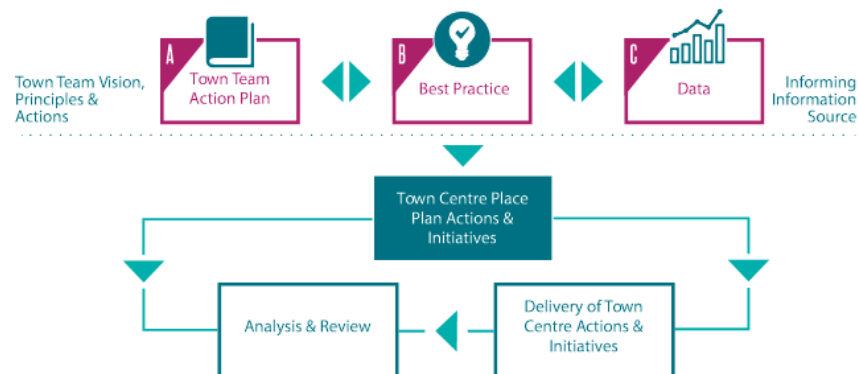 A
B
C
Town Team Vision,
Principles &
Actions
Town Team
Action Plan
Best Practice
Data
Informing
Information
Source
Town Centre Place
Plan Actions &
Initiatives
Analysis & Review
Delivery of Town
Centre Actions &
Initiatives